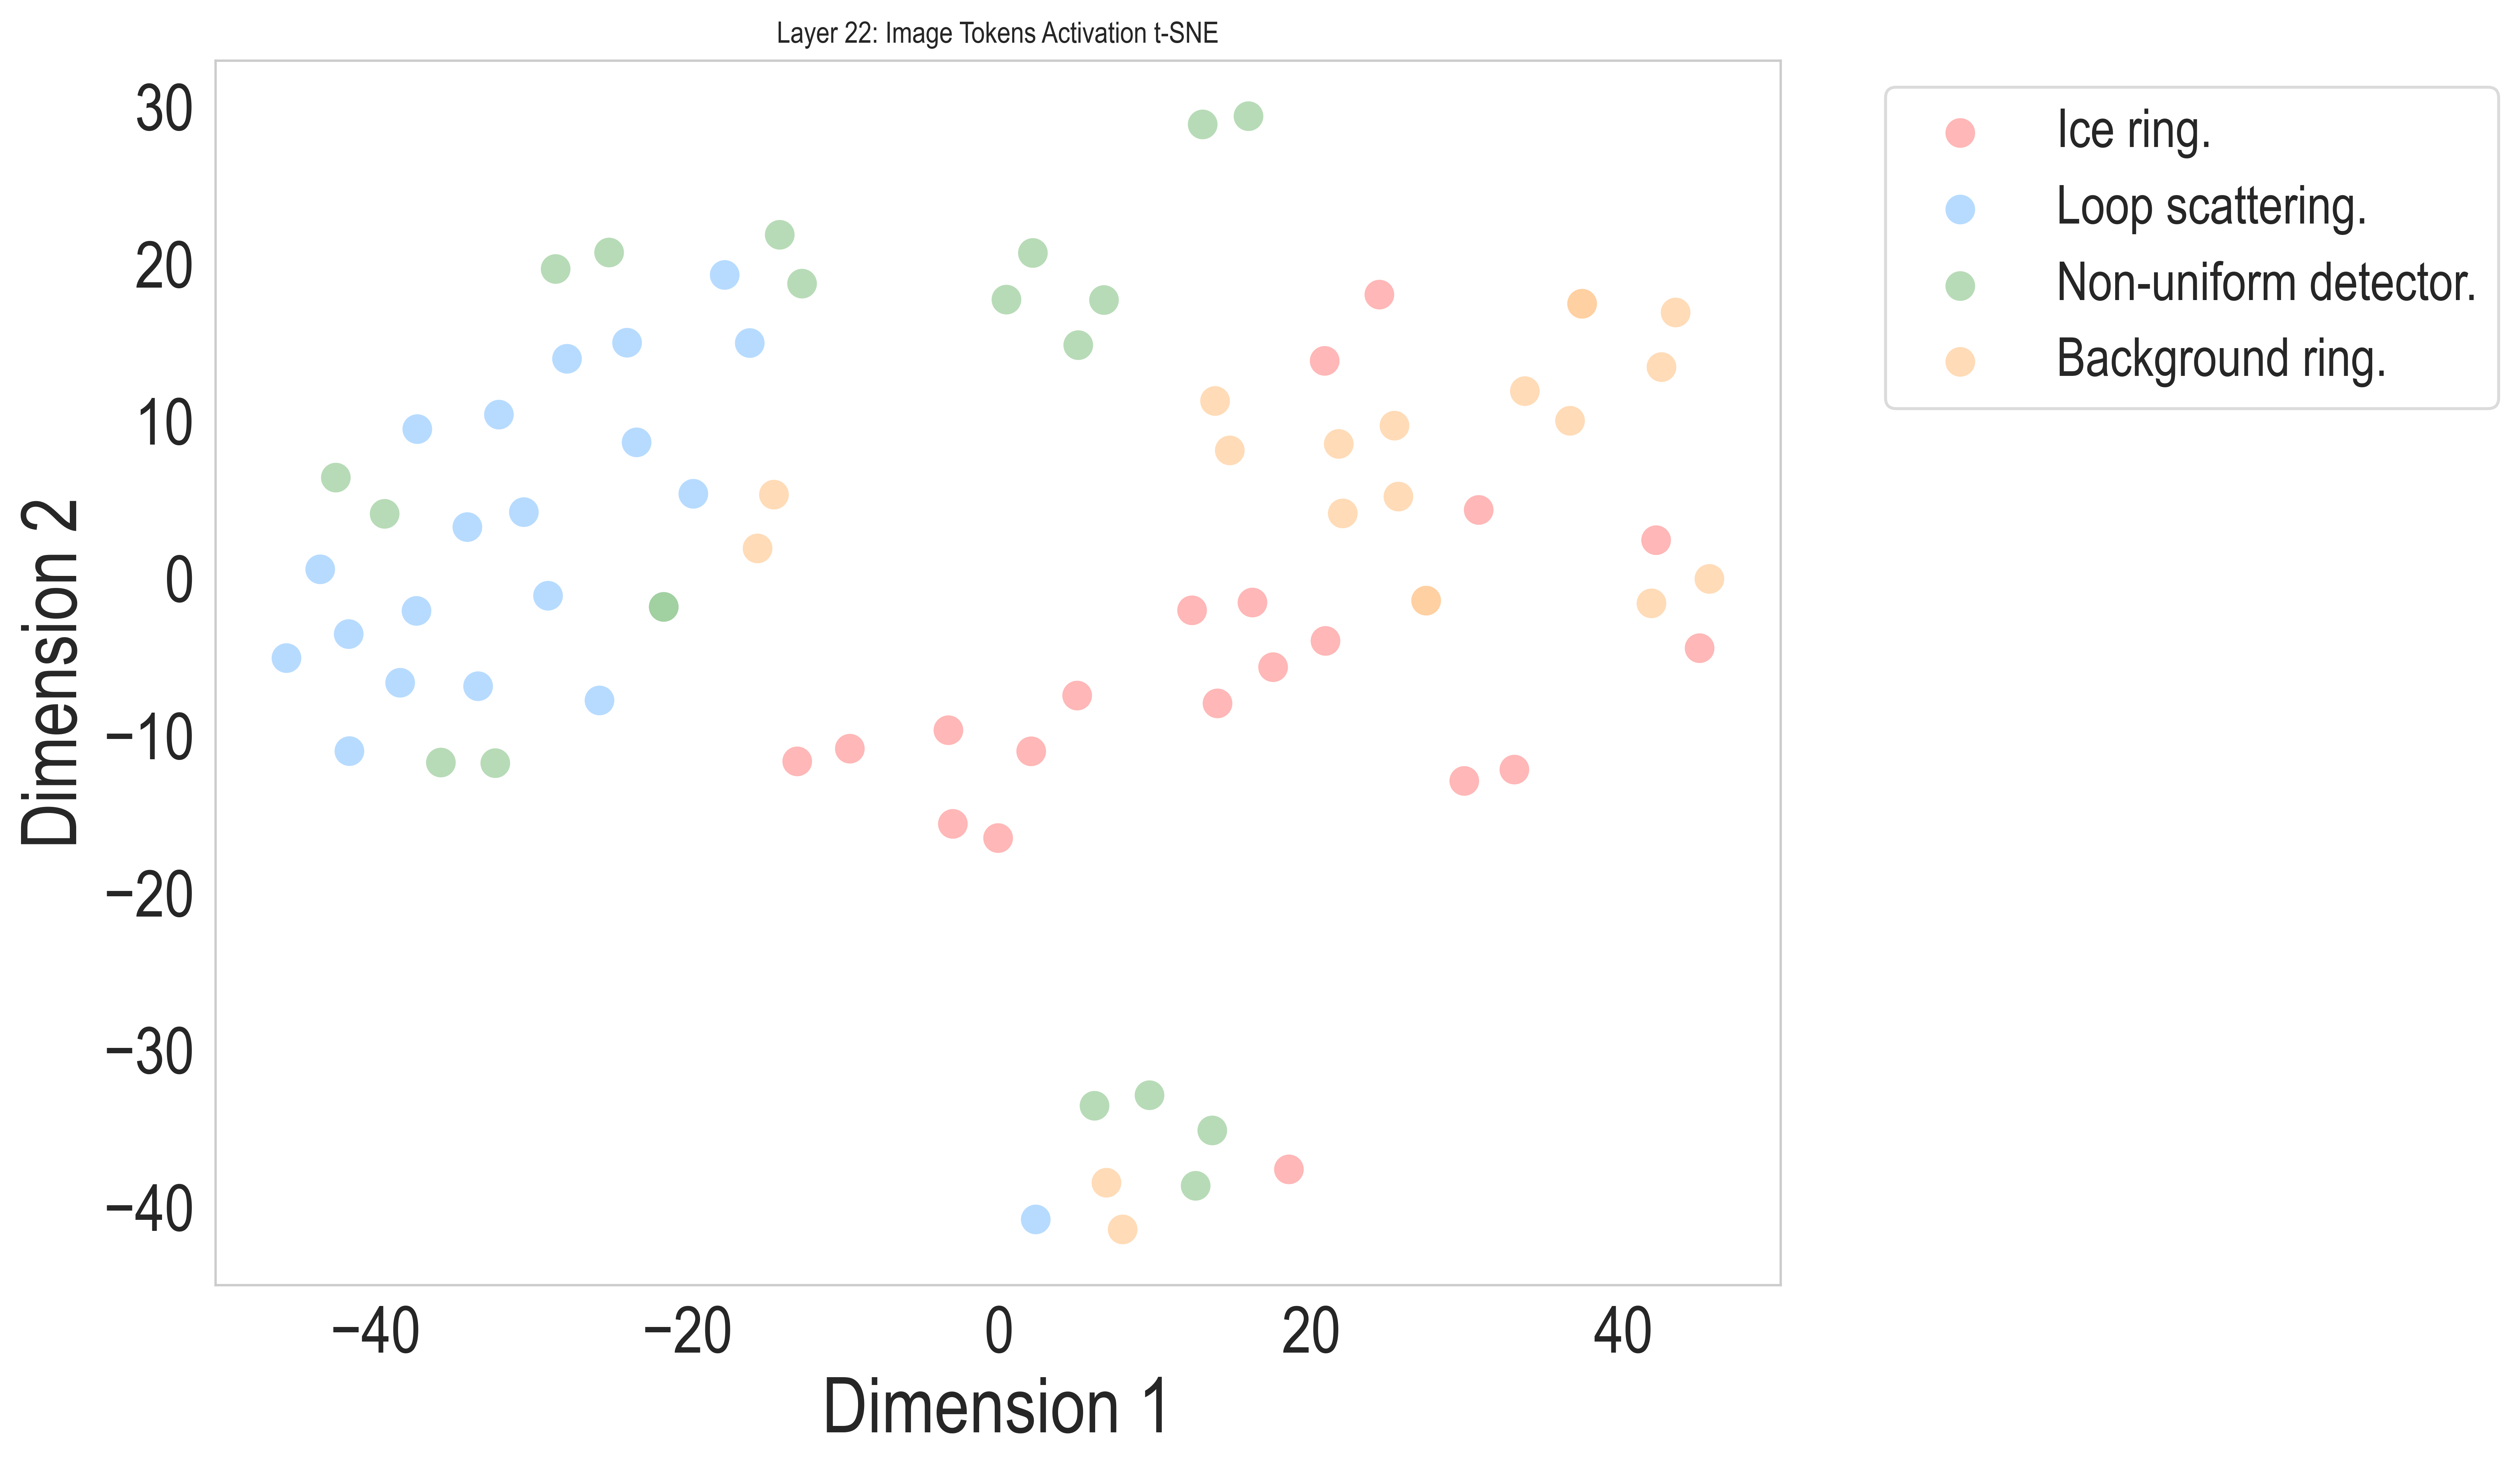 Layer 22: Image Tokens Activation t-SNE
30
20
10
0
−10
−20
−30
−40
Dimension 2
−40
−20
0
20
40
Dimension 1
Ice ring.
Loop scattering.
Non-uniform detector.
Background ring.